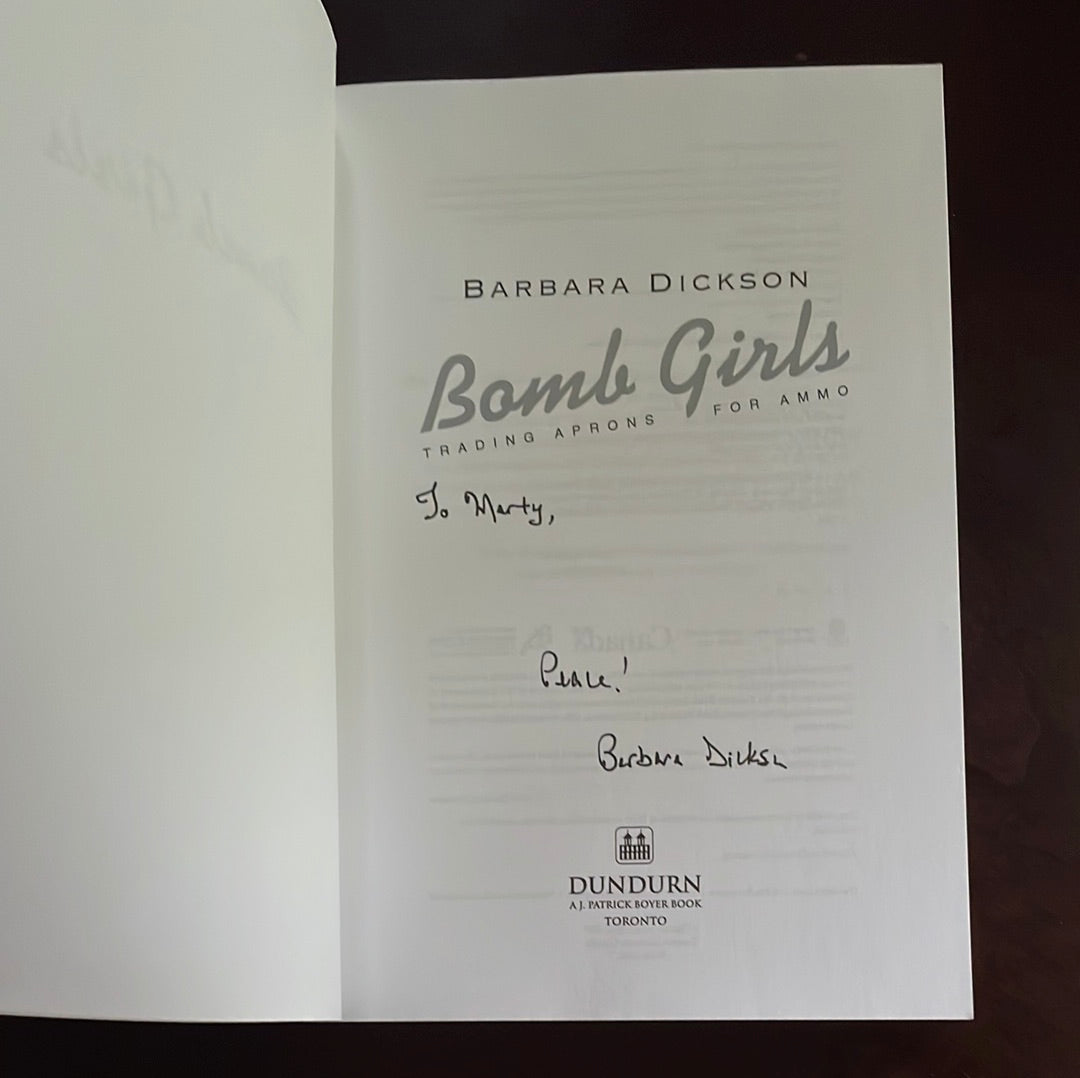 BARBARA DICKSON
Bomb Girls
TRADING APRONS FOR AMMO
To Marty,
Peace!
Barbara Dickson
DUNDURN
A J. PATRICK BOYER BOOK
TORONTO